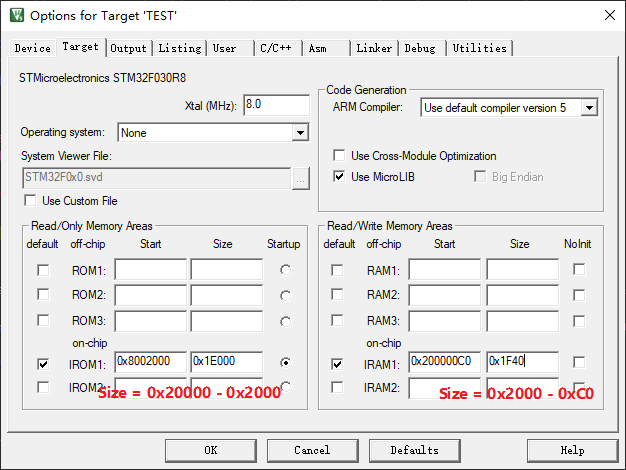 Options for Target 'TEST'
Device Target Output Listing User C/C++ Asm Linker Debug Utilities
STMicroelectronics STM32F030R8
Xtal (MHz): 8.0
Operating system: None
System Viewer File:
STM32F0x0.svd ...
Use Custom File
Code Generation
ARM Compiler: Use default compiler version 5
Use Cross-Module Optimization
Use MicroLIB Big Endian
Read/Only Memory Areas
default off-chip Start Size Startup
ROM1:
ROM2:
ROM3:
on-chip
IROM1: 0x8002000 0x1E000
IROM2:
Size = 0x20000 - 0x2000
Read/Write Memory Areas
default off-chip Start Size NoInit
RAM1:
RAM2:
RAM3:
on-chip
IRAM1: 0x200000C0 0x1F40
IRAM2:
Size = 0x2000 - 0xC0
OK Cancel Defaults Help